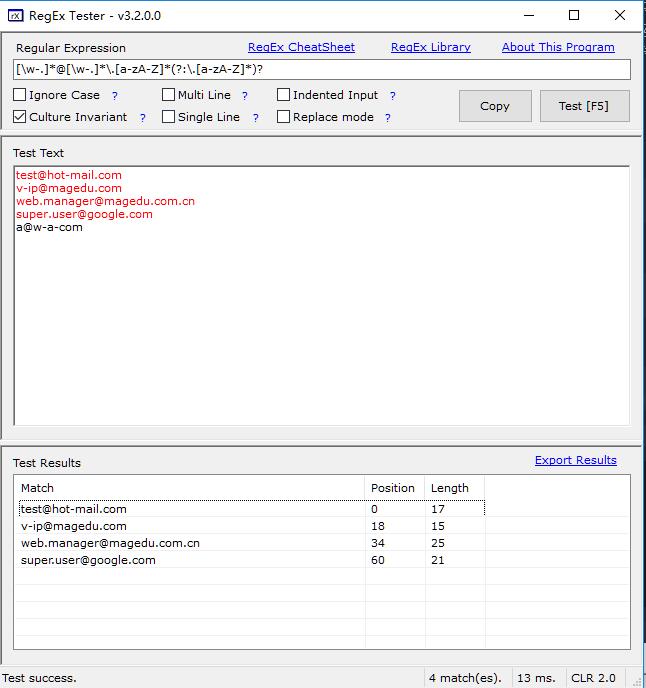 RegEx Tester - v3.2.0.0
Regular Expression RegEx CheatSheet RegEx Library About This Program
[\w-.]*@[\w-.]*\.[a-zA-Z]*(?:\.[a-zA-Z]*)?
Ignore Case ? Multi Line ? Indented Input ?
Culture Invariant ? Single Line ? Replace mode ?
Copy Test [F5]
Test Text
test@hot-mail.com
v-ip@magedu.com
web.manager@magedu.com.cn
super.user@google.com
a@w-a-com
Test Results Export Results
Match Position Length
test@hot-mail.com 0 17
v-ip@magedu.com 18 15
web.manager@magedu.com.cn 34 25
super.user@google.com 60 21
Test success. 4 match(es). 13 ms. CLR 2.0